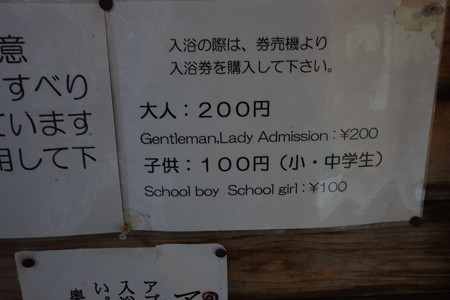 意
すべり
ています
用して下
入浴の際は、券売機より
入浴券を購入して下さい。
大人：２００円
Gentleman.Lady Admission：¥200
子供：１００円（小・中学生）
School boy School girl：¥100